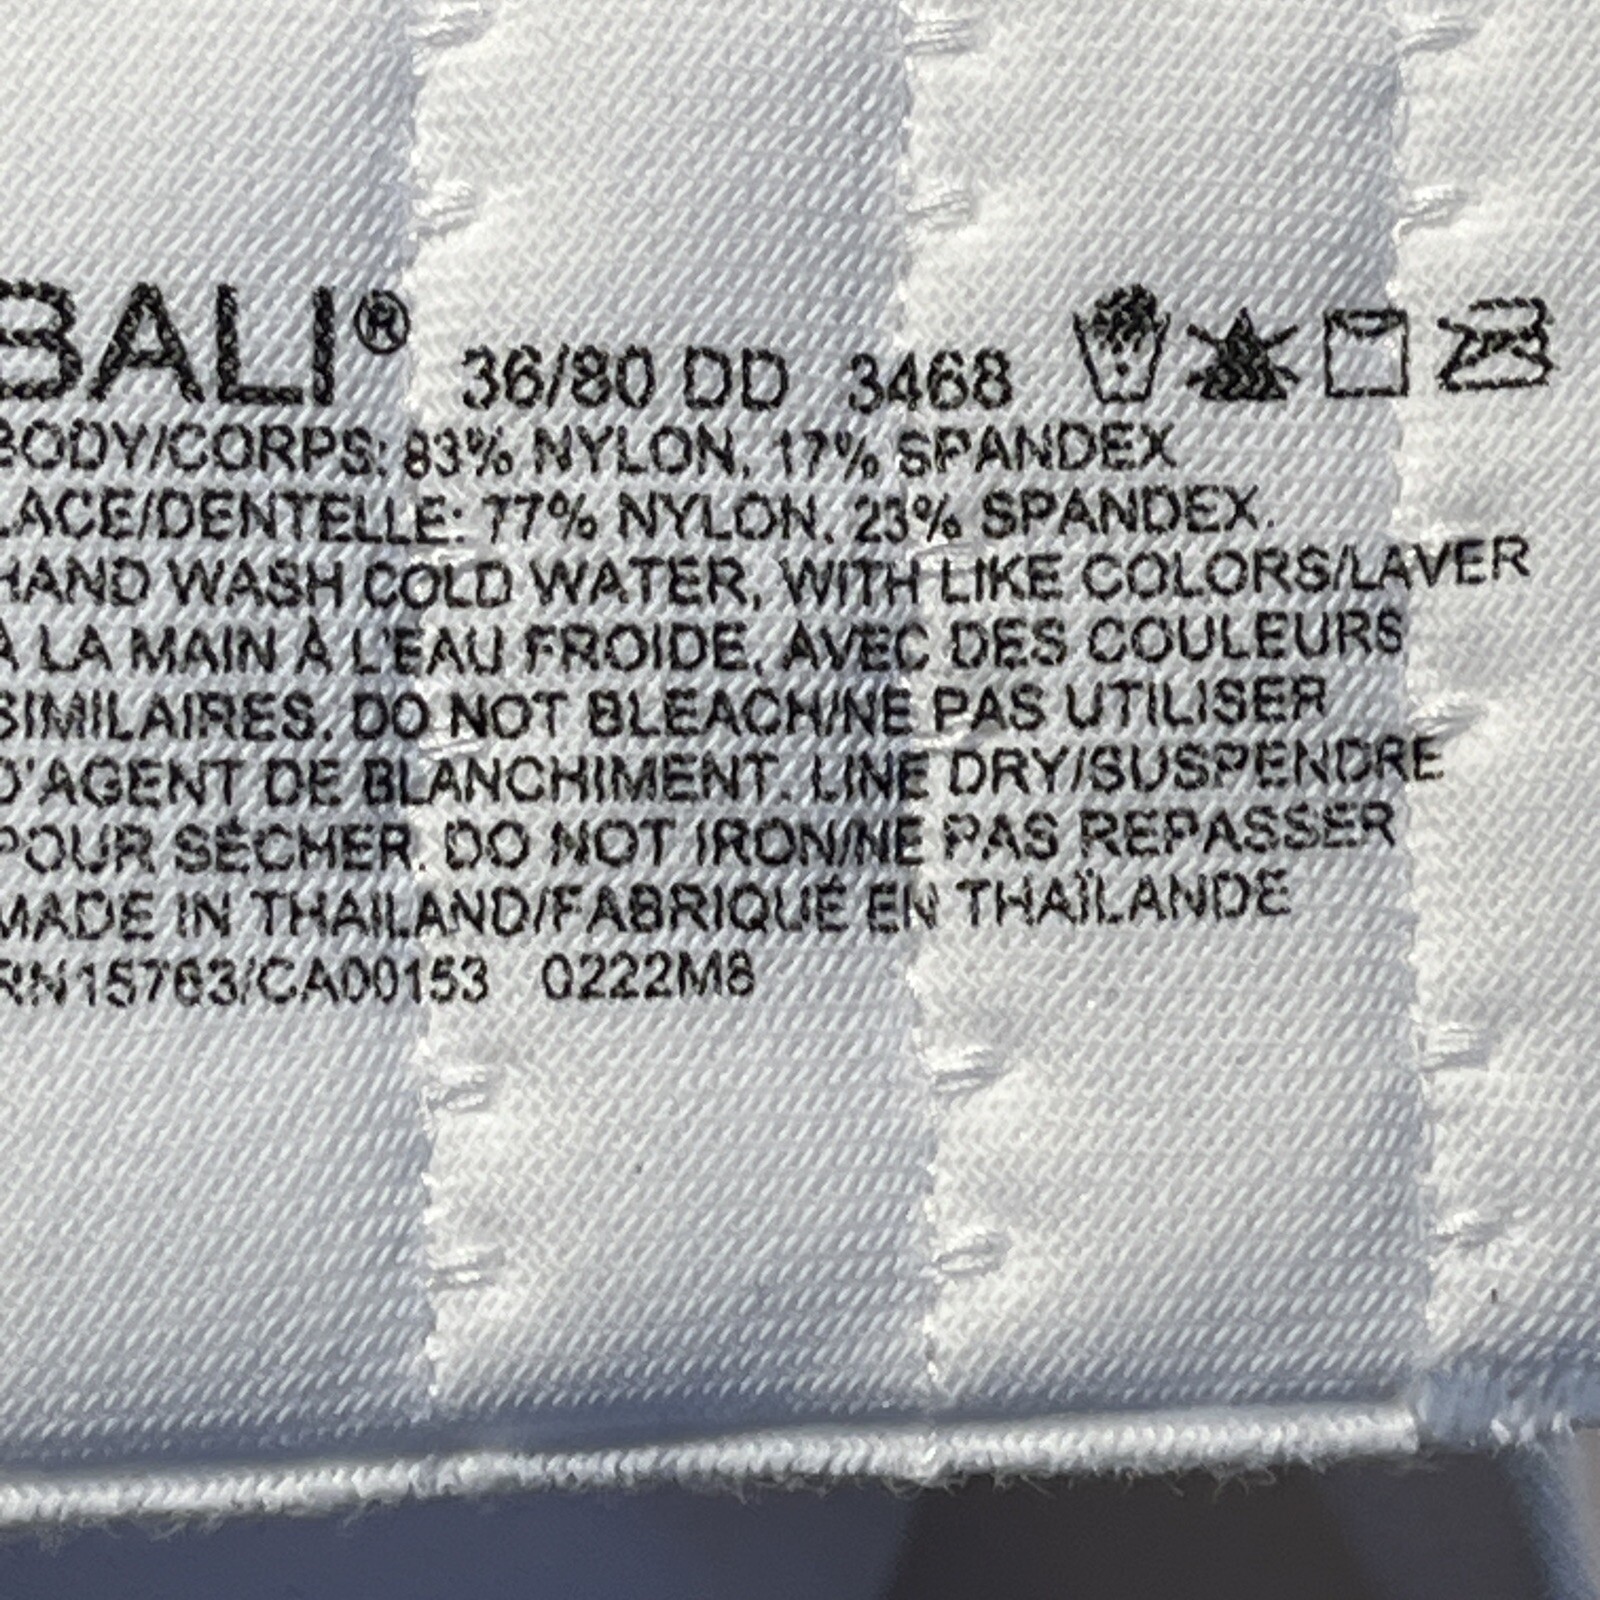 BALI® 36/80 DD 3468
BODY/CORPS: 83% NYLON, 17% SPANDEX
LACE/DENTELLE: 77% NYLON, 23% SPANDEX.
HAND WASH COLD WATER, WITH LIKE COLORS/LAVER
À LA MAIN À L'EAU FROIDE, AVEC DES COULEURS
SIMILAIRES. DO NOT BLEACH/NE PAS UTILISER
D'AGENT DE BLANCHIMENT. LINE DRY/SUSPENDRE
POUR SÉCHER. DO NOT IRON/NE PAS REPASSER
MADE IN THAILAND/FABRIQUÉ EN THAÏLANDE
RN15763/CA00153 0222M8